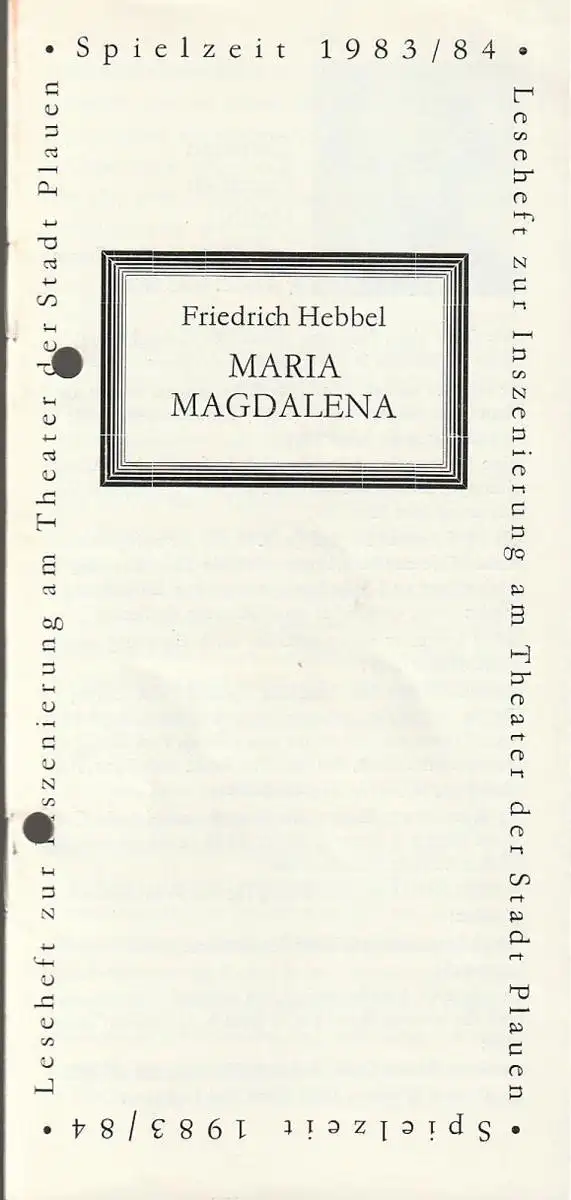 • Spielzeit 1983/84 •
Leseheft zur Inszenierung am Theater der Stadt Plauen
Friedrich Hebbel
MARIA
MAGDALENA
Leseheft zur Inszenierung am Theater der Stadt Plauen
• Spielzeit 1983/84 •